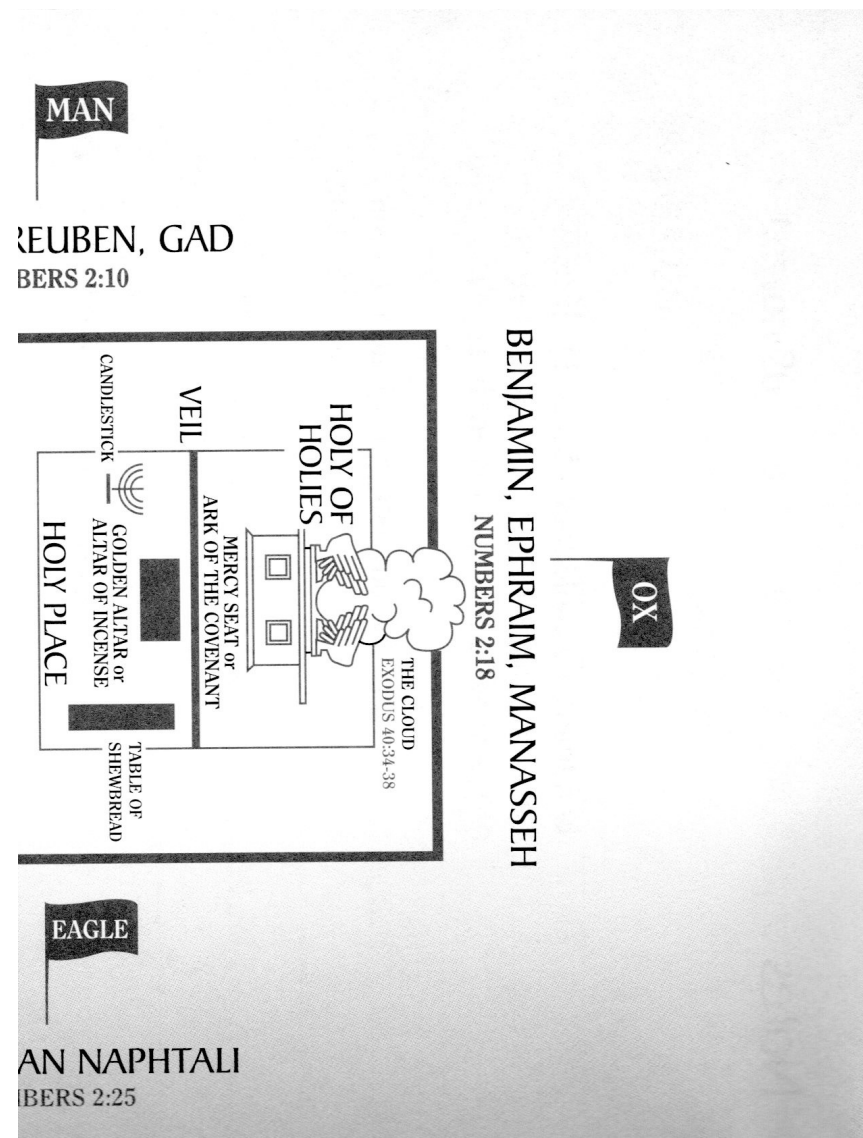 MAN
REUBEN, GAD
BERS 2:10
OX
BENJAMIN, EPHRAIM, MANASSEH
NUMBERS 2:18
THE CLOUD
EXODUS 40:34-38
HOLY OF
HOLIES
MERCY SEAT or
ARK OF THE COVENANT
VEIL
CANDLESTICK
GOLDEN ALTAR or
ALTAR OF INCENSE
TABLE OF
SHEWBREAD
HOLY PLACE
EAGLE
AN NAPHTALI
BERS 2:25